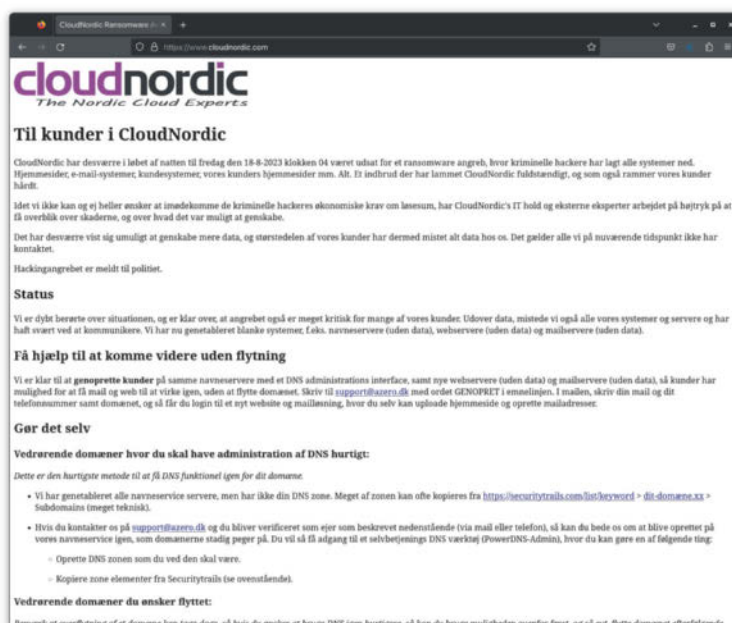 CloudNordic Ransomware
https://www.cloudnordic.com
cloudnordic
The Nordic Cloud Experts
Til kunder i CloudNordic
CloudNordic har desværre i løbet af natten til fredag den 18-8-2023 klokken 04 været udsat for et ransomware angreb, hvor kriminelle hackere har lagt alle systemer ned.
Hjemmesider, e-mail-systemer, kundesystemer, vores kunders hjemmesider mm. Alt. Et indbrud der har lammet CloudNordic fuldstændigt, og som også rammer vores kunder
hårdt.
Idet vi ikke kan og ej heller ønsker at imødekomme de kriminelle hackeres økonomiske krav om løsesum, har CloudNordic's IT hold og eksterne eksperter arbejdet på højtryk på at
få overblik over skaderne, og over hvad det var muligt at genskabe.
Det har desværre vist sig umuligt at genskabe mere data, og størstedelen af vores kunder har dermed mistet alt data hos os. Det gælder alle vi på nuværende tidspunkt ikke har
kontaktet.
Hackingangrebet er meldt til politiet.
Status
Vi er dybt berørte over situationen, og er klar over, at angrebet også er meget kritisk for mange af vores kunder. Udover data, mistede vi også alle vores systemer og servere og har
haft svært ved at kommunikere. Vi har nu genetableret blanke systemer, f.eks. navneservere (uden data), webservere (uden data) og mailservere (uden data).
Få hjælp til at komme videre uden flytning
Vi er klar til at genoprette kunder på samme navneservere med et DNS administrations interface, samt nye webservere (uden data) og mailservere (uden data), så kunder har
mulighed for at få mail og web til at virke igen, uden at flytte domænet. Skriv til support@azero.dk med ordet GENOPRET i emnelinjen. I mailen, skriv din mail og dit
telefonnummer samt domænet, og så får du login til et nyt website og mailløsning, hvor du selv kan uploade hjemmeside og oprette mailadresser.
Gør det selv
Vedrørende domæner hvor du skal have administration af DNS hurtigt:
Dette er den hurtigste metode til at få DNS funktionel igen for dit domæne.
• Vi har genetableret alle navneservice servere, men har ikke din DNS zone. Meget af zonen kan ofte kopieres fra https://securitytrails.com/list/keyword > dit-domæne.xx >
Subdomains (meget teknisk).
• Hvis du kontakter os på support@azero.dk og du bliver verificeret som ejer som beskrevet nedenstående (via mail eller telefon), så kan du bede os om at blive oprettet på
vores navneservice igen, som domænerne stadig peger på. Du vil så få adgang til et selvbetjenings DNS værktøj (PowerDNS-Admin), hvor du kan gøre en af følgende ting:
Oprette DNS zonen som du ved den skal være.
Kopiere zone elementer fra Securitytrails (se ovenstående).
Vedrørende domæner du ønsker flyttet: